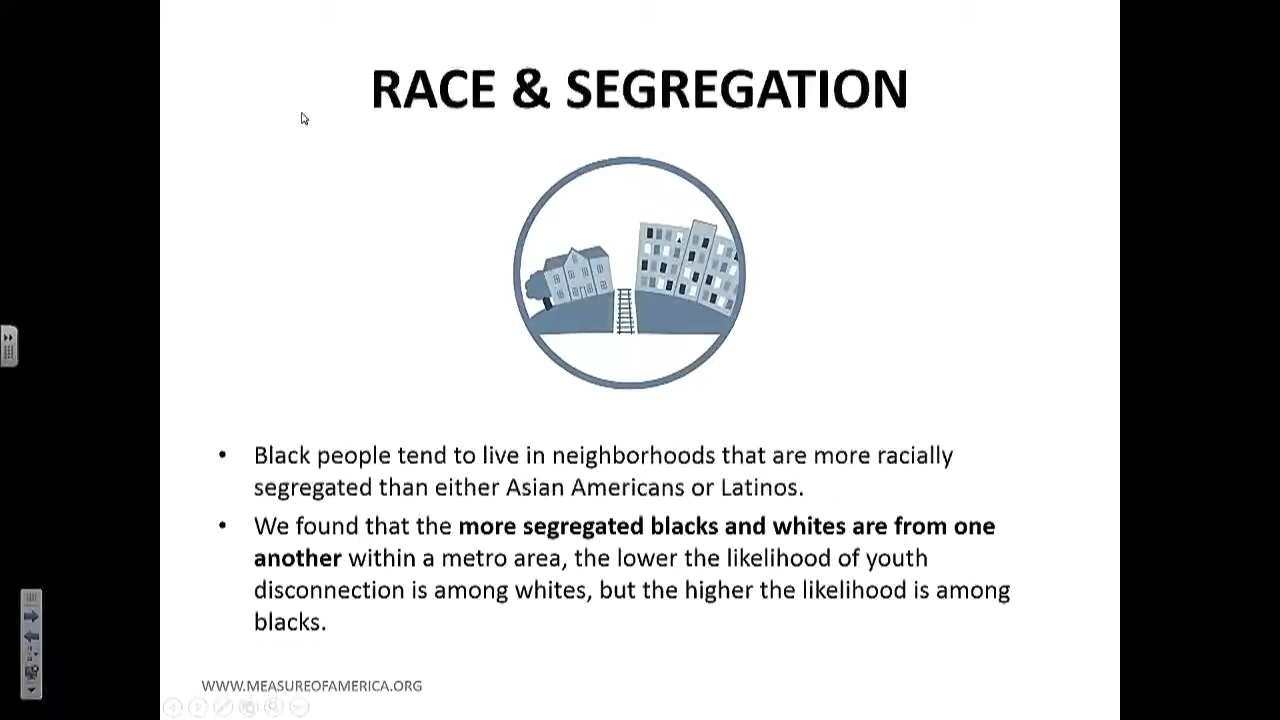 RACE & SEGREGATION
• Black people tend to live in neighborhoods that are more racially
segregated than either Asian Americans or Latinos.
• We found that the more segregated blacks and whites are from one
another within a metro area, the lower the likelihood of youth
disconnection is among whites, but the higher the likelihood is among
blacks.
WWW.MEASUREOFAMERICA.ORG